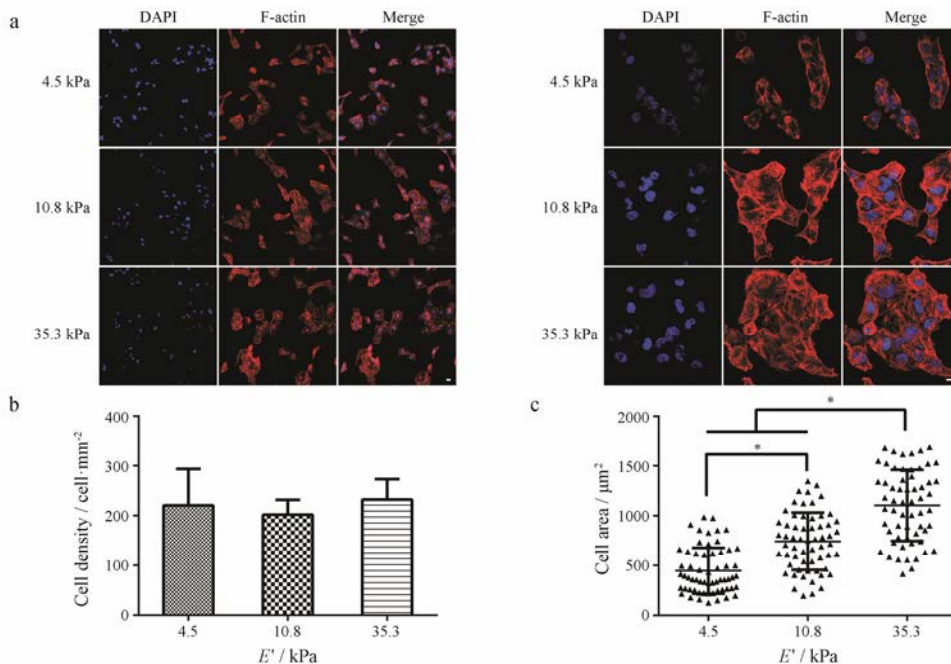 a
DAPI F-actin Merge
4.5 kPa
10.8 kPa
35.3 kPa
DAPI F-actin Merge
4.5 kPa
10.8 kPa
35.3 kPa
b
Cell density / cell·mm⁻²
400
300
200
100
0
4.5 10.8 35.3
E' / kPa
c
Cell area / μm²
2000
1500
1000
500
0
*
*
4.5 10.8 35.3
E' / kPa